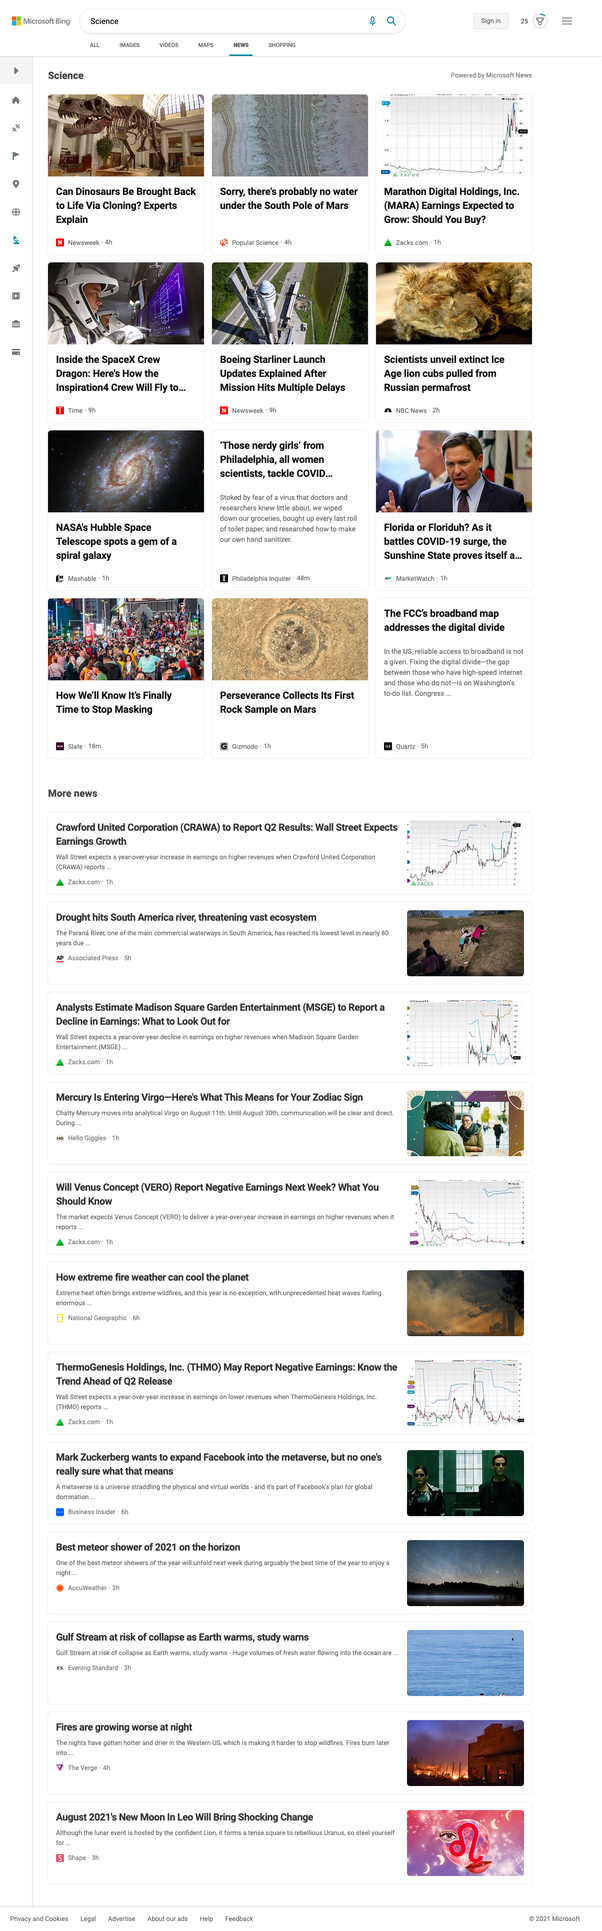 Microsoft Bing
Science
Sign in
25
ALL
IMAGES
VIDEOS
MAPS
NEWS
SHOPPING
Science
Powered by Microsoft News
Can Dinosaurs Be Brought Back
to Life Via Cloning? Experts
Explain
Newsweek · 4h
Sorry, there's probably no water
under the South Pole of Mars
Popular Science · 4h
ZACKS
Marathon Digital Holdings, Inc.
(MARA) Earnings Expected to
Grow: Should You Buy?
Zacks.com · 1h
Inside the SpaceX Crew
Dragon: Here's How the
Inspiration4 Crew Will Fly to...
Time · 9h
Boeing Starliner Launch
Updates Explained After
Mission Hits Multiple Delays
Newsweek · 9h
Scientists unveil extinct Ice
Age lion cubs pulled from
Russian permafrost
NBC News · 2h
NASA's Hubble Space
Telescope spots a gem of a
spiral galaxy
Mashable · 1h
'Those nerdy girls' from
Philadelphia, all women
scientists, tackle COVID...
Stoked by fear of a virus that doctors and
researchers knew little about, we wiped
down our groceries, bought up every last roll
of toilet paper, and researched how to make
our own hand sanitizer.
Philadelphia Inquirer · 48m
Florida or Floriduh? As it
battles COVID-19 surge, the
Sunshine State proves itself a...
MarketWatch · 1h
How We'll Know It's Finally
Time to Stop Masking
Slate · 18m
Perseverance Collects Its First
Rock Sample on Mars
Gizmodo · 1h
The FCC's broadband map
addresses the digital divide
In the US, reliable access to broadband is not
a given. Fixing the digital divide—the gap
between those who have high-speed internet
and those who do not—is on Washington's
to-do list. Congress ...
Quartz · 5h
More news
Crawford United Corporation (CRAWA) to Report Q2 Results: Wall Street Expects
Earnings Growth
Wall Street expects a year-over-year increase in earnings on higher revenues when Crawford United Corporation
(CRAWA) reports ...
Zacks.com · 1h
ZACKS
Drought hits South America river, threatening vast ecosystem
The Paraná River, one of the main commercial waterways in South America, has reached its lowest level in nearly 80
years due ...
AP Associated Press · 5h
Analysts Estimate Madison Square Garden Entertainment (MSGE) to Report a
Decline in Earnings: What to Look Out for
Wall Street expects a year-over-year decline in earnings on higher revenues when Madison Square Garden
Entertainment (MSGE) ...
Zacks.com · 1h
Mercury Is Entering Virgo—Here's What This Means for Your Zodiac Sign
Chatty Mercury moves into analytical Virgo on August 11th. Until August 30th, communication will be clear and direct.
During ...
HG Hello Giggles · 1h
Will Venus Concept (VERO) Report Negative Earnings Next Week? What You
Should Know
The market expects Venus Concept (VERO) to deliver a year-over-year increase in earnings on higher revenues when it
reports ...
Zacks.com · 1h
ZACKS
How extreme fire weather can cool the planet
Extreme heat often brings extreme wildfires, and this year is no exception, with unprecedented heat waves fueling
enormous ...
National Geographic · 6h
ThermoGenesis Holdings, Inc. (THMO) May Report Negative Earnings: Know the
Trend Ahead of Q2 Release
Wall Street expects a year-over-year increase in earnings on lower revenues when ThermoGenesis Holdings, Inc.
(THMO) reports ...
Zacks.com · 1h
ZACKS
Mark Zuckerberg wants to expand Facebook into the metaverse, but no one's
really sure what that means
A metaverse is a universe straddling the physical and virtual worlds - and it's part of Facebook's plan for global
domination ...
Business Insider · 6h
Best meteor shower of 2021 on the horizon
One of the best meteor showers of the year will unfold next week during arguably the best time of the year to enjoy a
night ...
AccuWeather · 2h
Gulf Stream at risk of collapse as Earth warms, study warns
Gulf Stream at risk of collapse as Earth warms, study warns - Huge volumes of fresh water flowing into the ocean are ...
ES Evening Standard · 3h
Fires are growing worse at night
The nights have gotten hotter and drier in the Western US, which is making it harder to stop wildfires. Fires burn later
into ...
The Verge · 4h
August 2021's New Moon In Leo Will Bring Shocking Change
Although the lunar event is hosted by the confident Lion, it forms a tense square to rebellious Uranus, so steel yourself
for ...
Shape · 3h
Privacy and Cookies
Legal
Advertise
About our ads
Help
Feedback
© 2021 Microsoft